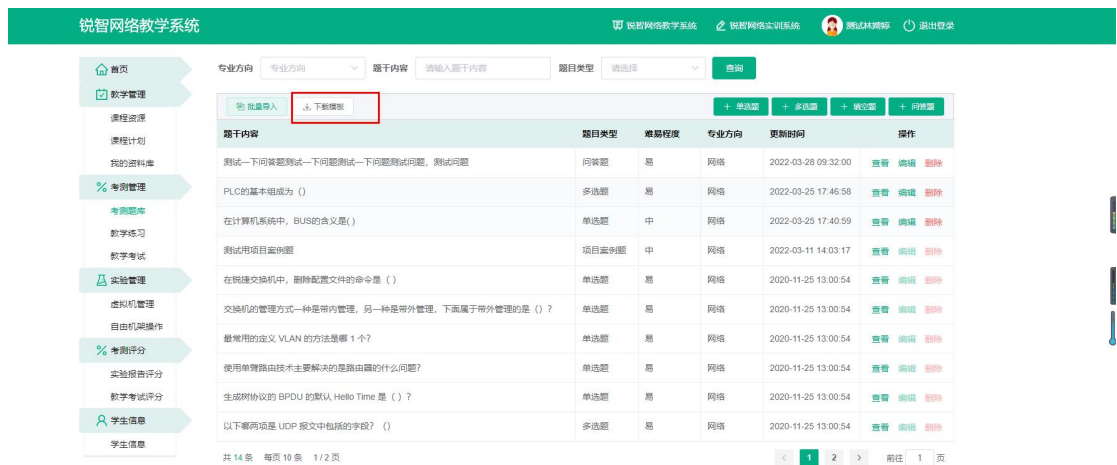 锐智网络教学系统
锐智网络教学系统 锐智网络实训系统 测试林婷婷 退出登录
首页
教学管理
课程资源
课程计划
我的资料库
考测管理
考测题库
教学练习
教学考试
实验管理
虚拟机管理
自由机架操作
考测评分
实验报告评分
教学考试评分
学生信息
学生信息
专业方向 专业方向 题干内容 请输入题干内容 题目类型 请选择 查询
批量导入 下载模板 + 单选题 + 多选题 + 填空题 + 问答题
题干内容 题目类型 难易程度 专业方向 更新时间 操作
测试一下问答题测试一下问题测试一下问题测试问题,测试问题 问答题 易 网络 2022-03-28 09:32:00 查看 编辑 删除
PLC的基本组成为() 多选题 易 网络 2022-03-25 17:46:58 查看 编辑 删除
在计算机系统中,BUS的含义是() 单选题 中 网络 2022-03-25 17:40:59 查看 编辑 删除
测试用项目案例题 项目案例题 中 网络 2022-03-11 14:03:17 查看 编辑 删除
在锐捷交换机中,删除配置文件的命令是( ) 单选题 易 网络 2020-11-25 13:00:54 查看 编辑 删除
交换机的管理方式一种是带内管理,另一种是带外管理,下面属于带外管理的是()? 单选题 易 网络 2020-11-25 13:00:54 查看 编辑 删除
最常用的定义 VLAN 的方法是哪 1 个? 单选题 易 网络 2020-11-25 13:00:54 查看 编辑 删除
使用单臂路由技术主要解决的是路由器的什么问题? 单选题 易 网络 2020-11-25 13:00:54 查看 编辑 删除
生成树协议的 BPDU 的默认 Hello Time 是( )? 单选题 易 网络 2020-11-25 13:00:54 查看 编辑 删除
以下哪两项是 UDP 报文中包括的字段? () 多选题 易 网络 2020-11-25 13:00:54 查看 编辑 删除
共 14 条 每页 10 条 1 / 2 页 < 1 2 > 前往 1 页